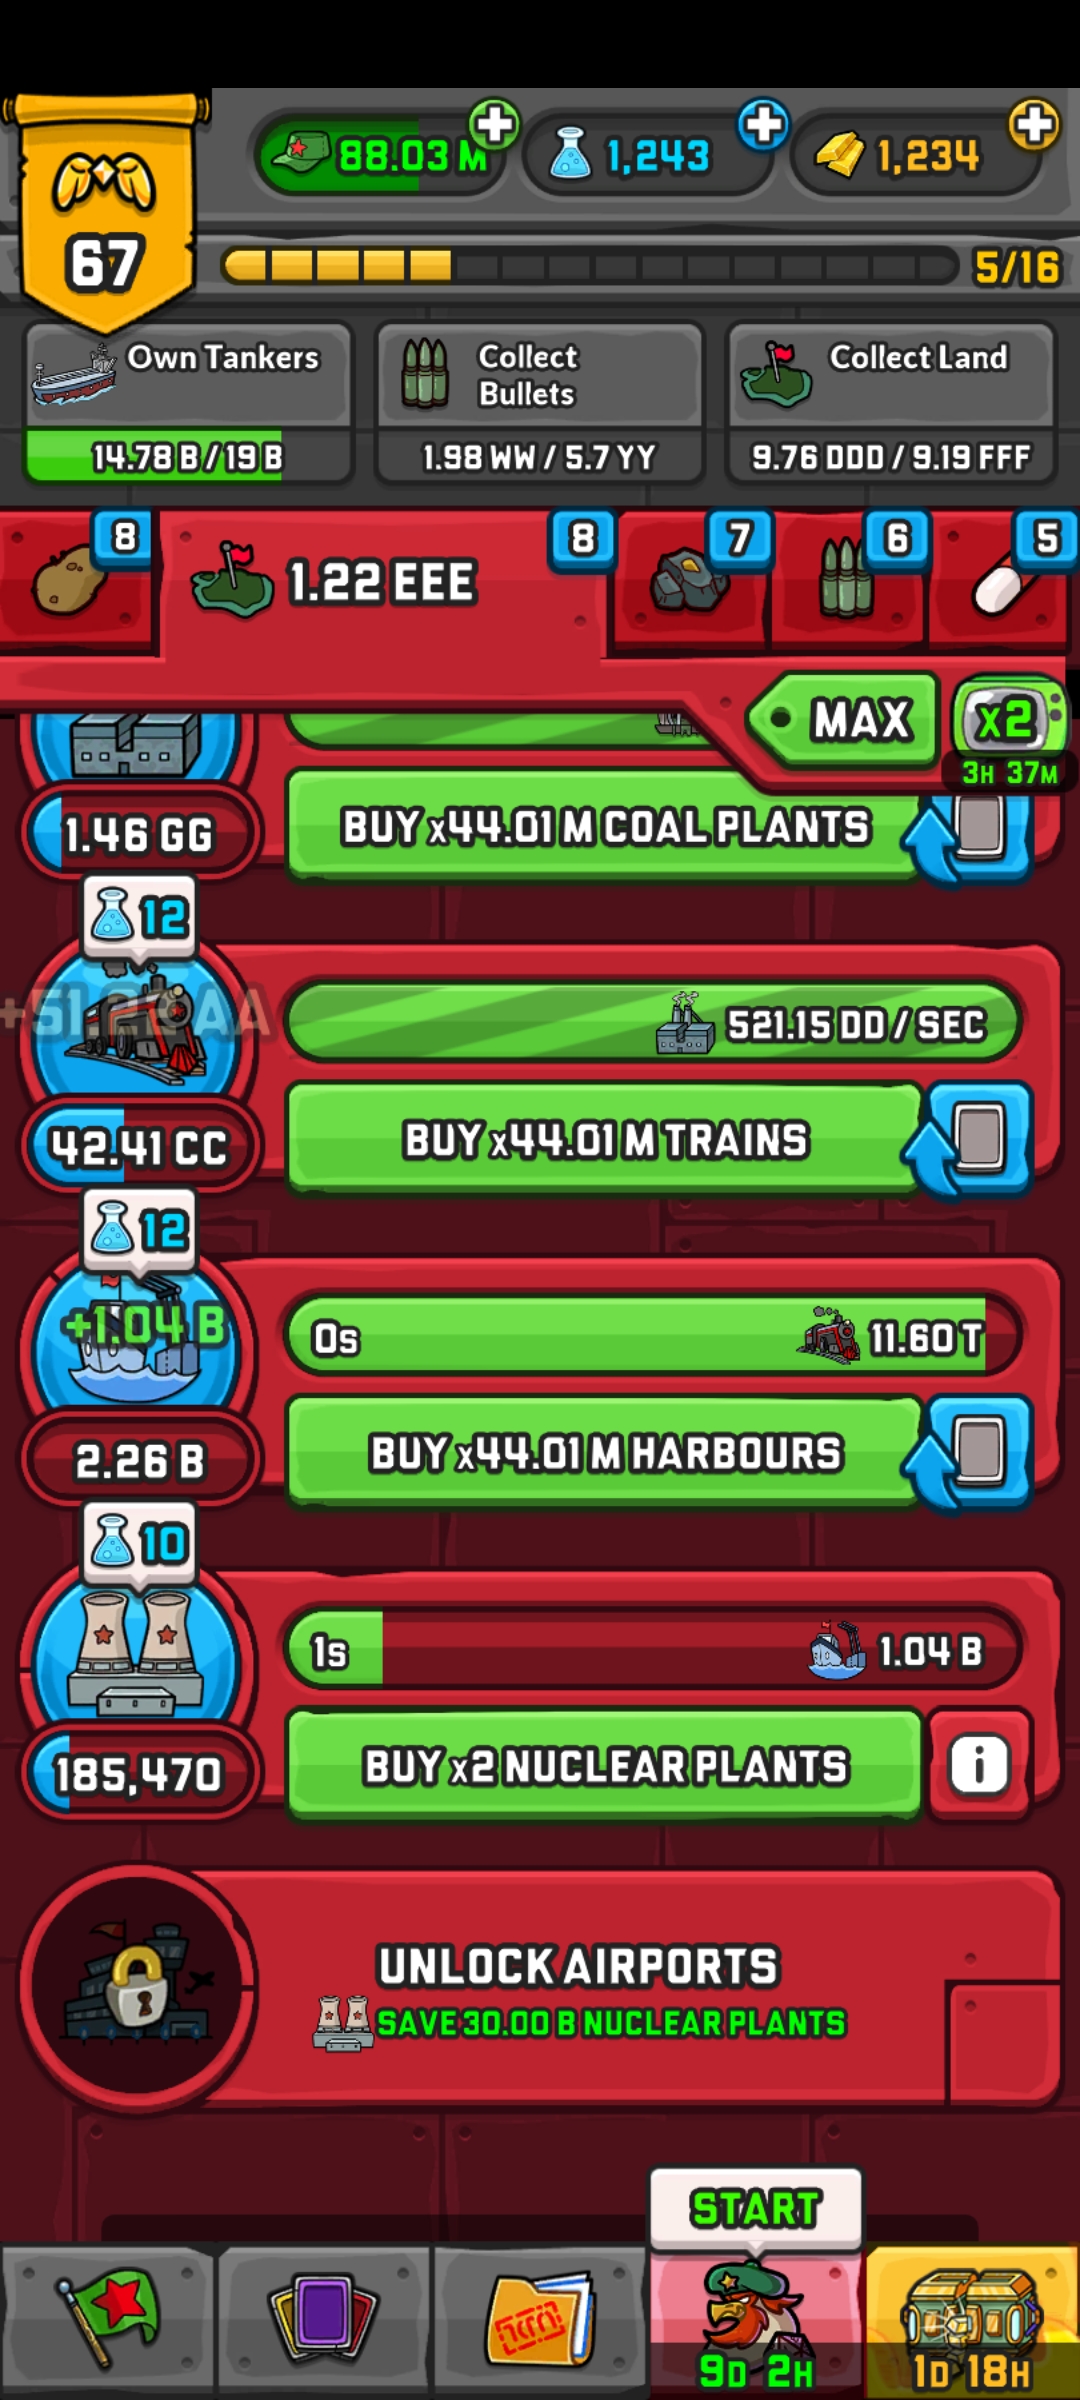 88.03 M
1,243
1,234
67
5/16
Own Tankers
14.78 B / 19 B
Collect
Bullets
1.98 WW / 5.7 YY
Collect Land
9.76 DDD / 9.19 FFF
8
1.22 EEE
8
7
6
5
MAX
x2
3H 37M
1.46 GG
BUY x44.01 M COAL PLANTS
12
521.15 DD / SEC
42.41 CC
BUY x44.01 M TRAINS
12
+1.04 B
0s
11.60 T
2.26 B
BUY x44.01 M HARBOURS
10
1s
1.04 B
185,470
BUY x2 NUCLEAR PLANTS
i
UNLOCK AIRPORTS
SAVE 30.00 B NUCLEAR PLANTS
START
9D 2H
1D 18H